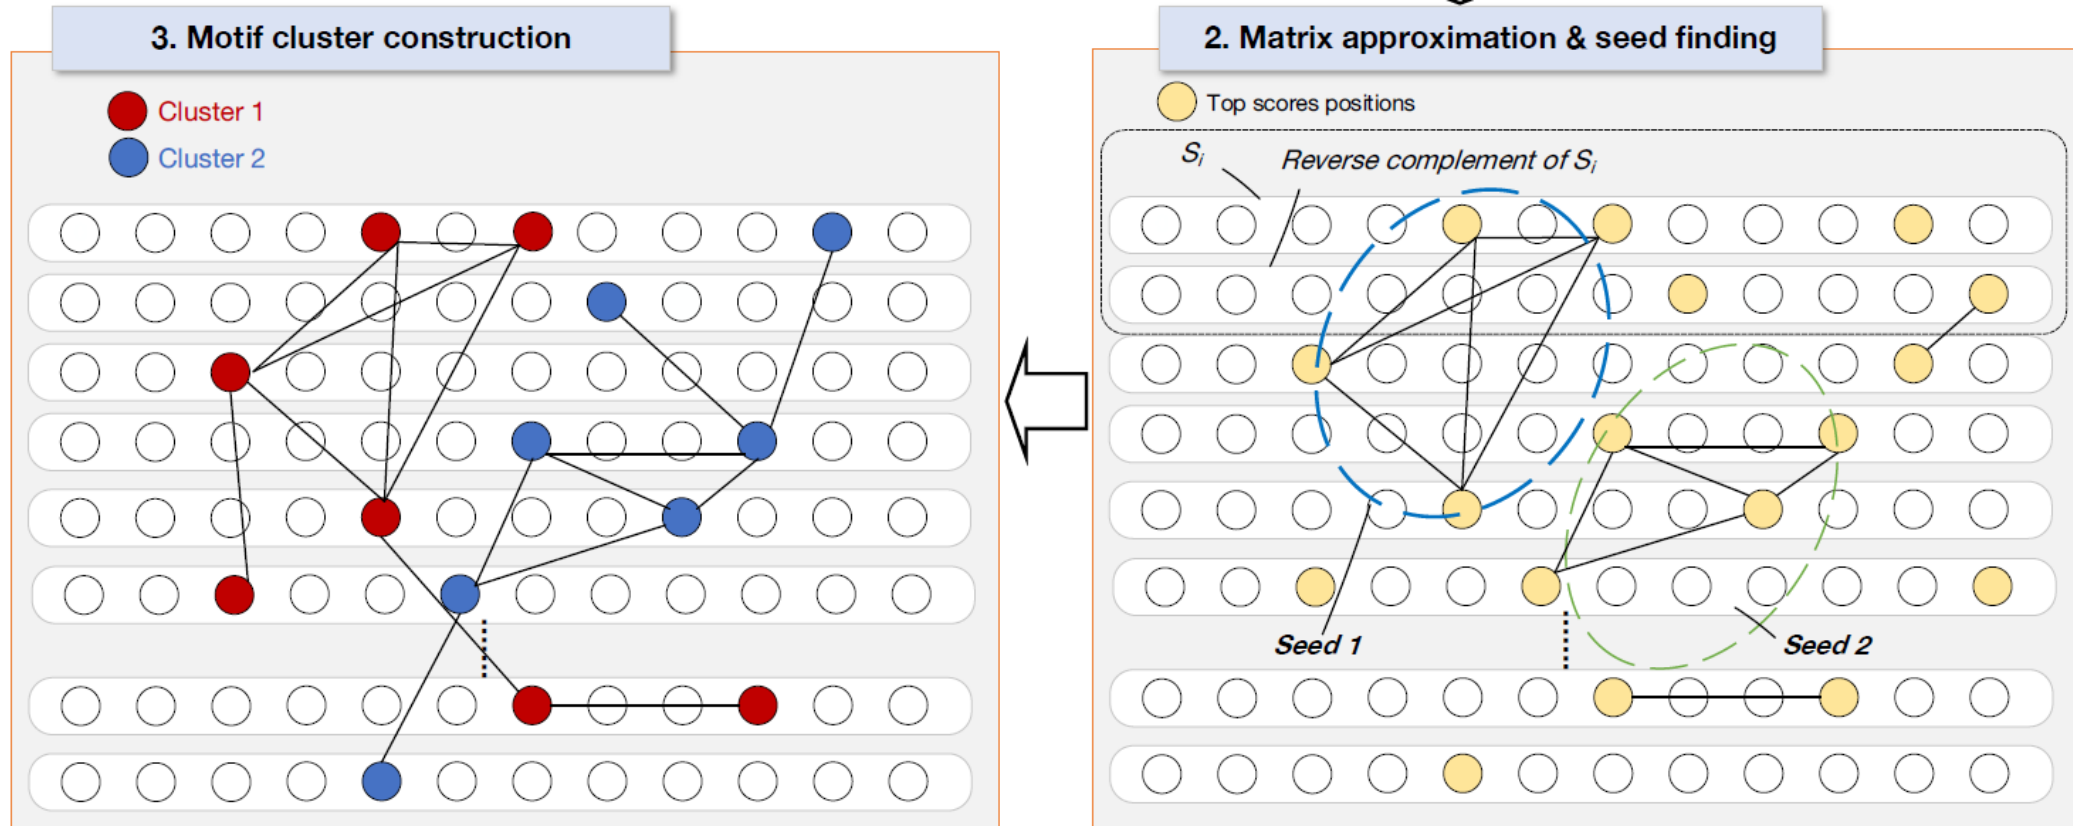 3. Motif cluster construction
Cluster 1
Cluster 2
2. Matrix approximation & seed finding
Top scores positions
Si
Reverse complement of Si
Seed 1
Seed 2